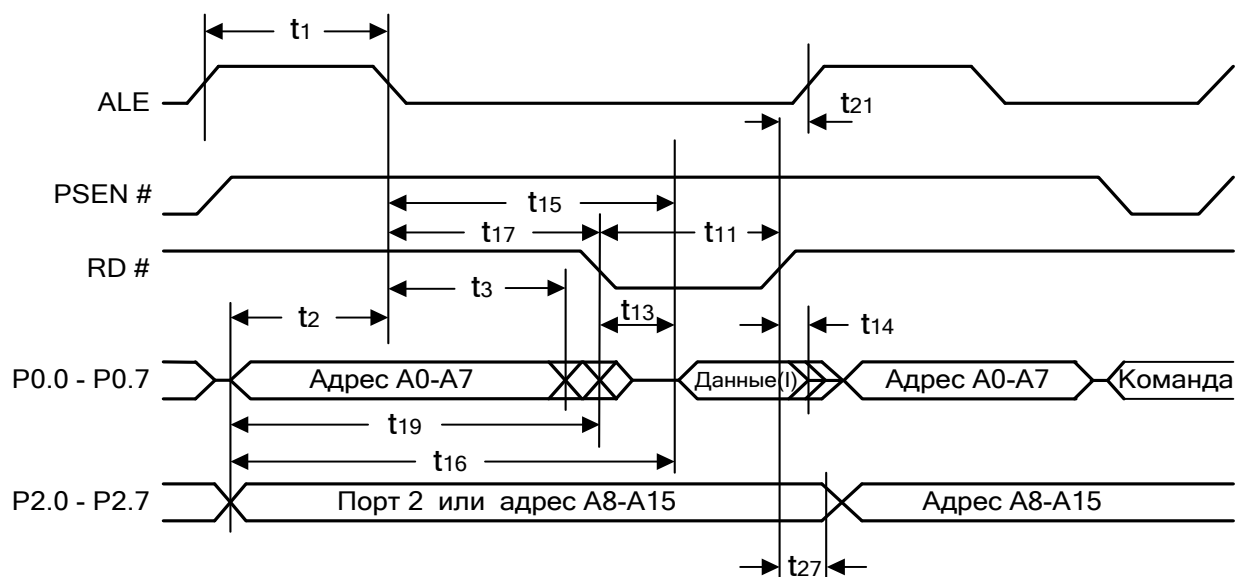 t1
ALE
t21
PSEN #
t15
t17
t11
RD #
t3
t13
t2
t14
P0.0 - P0.7
Адрес A0-A7
Данные(I)
Адрес A0-A7
Команда
t19
t16
P2.0 - P2.7
Порт 2 или адрес A8-A15
Адрес A8-A15
t27